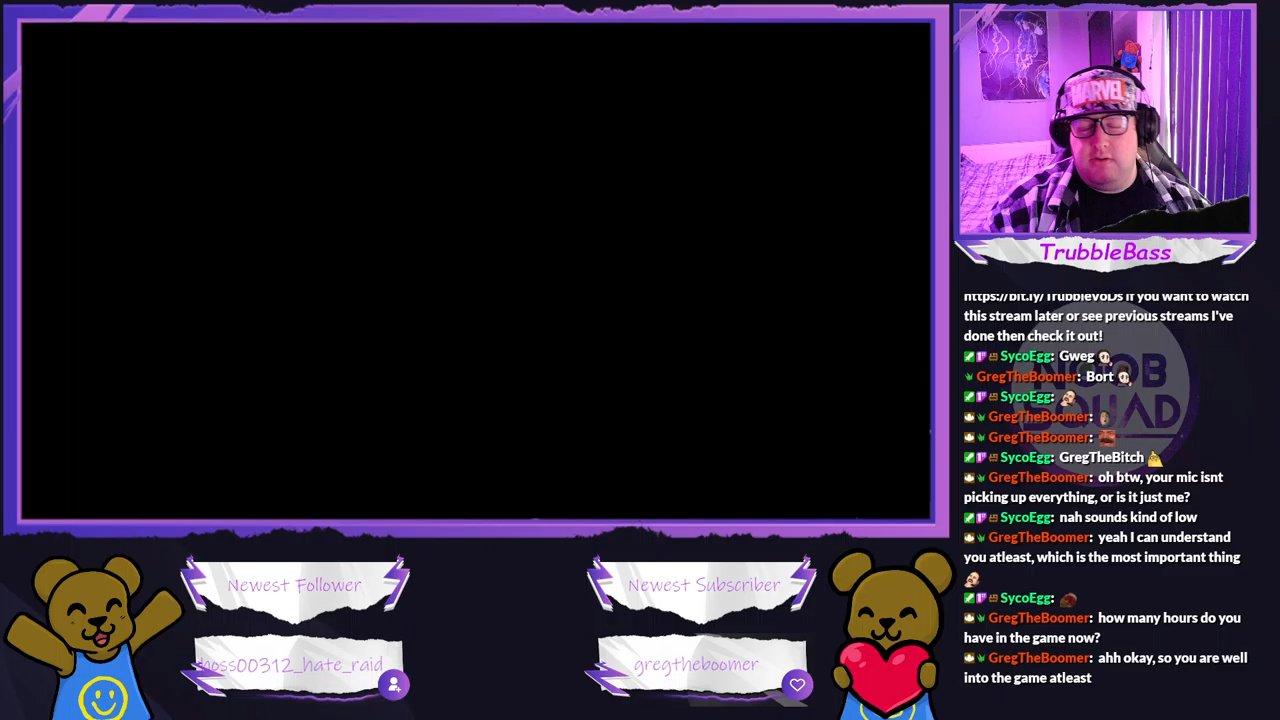 MARVEL
TrubbleBass
https://bit.ly/TrubbleVoDs if you want to watch
this stream later or see previous streams I've
done then check it out!
SycoEgg: Gweg
GregTheBoomer: Bort
SycoEgg:
GregTheBoomer:
GregTheBoomer:
SycoEgg: GregTheBitch
GregTheBoomer: oh btw, your mic isnt
picking up everything, or is it just me?
SycoEgg: nah sounds kind of low
GregTheBoomer: yeah I can understand
you atleast, which is the most important thing
SycoEgg:
GregTheBoomer: how many hours do you
have in the game now?
GregTheBoomer: ahh okay, so you are well
into the game atleast
NOOB
SQUAD
Newest Follower
hoss00312_hate_raid
Newest Subscriber
gregtheboomer